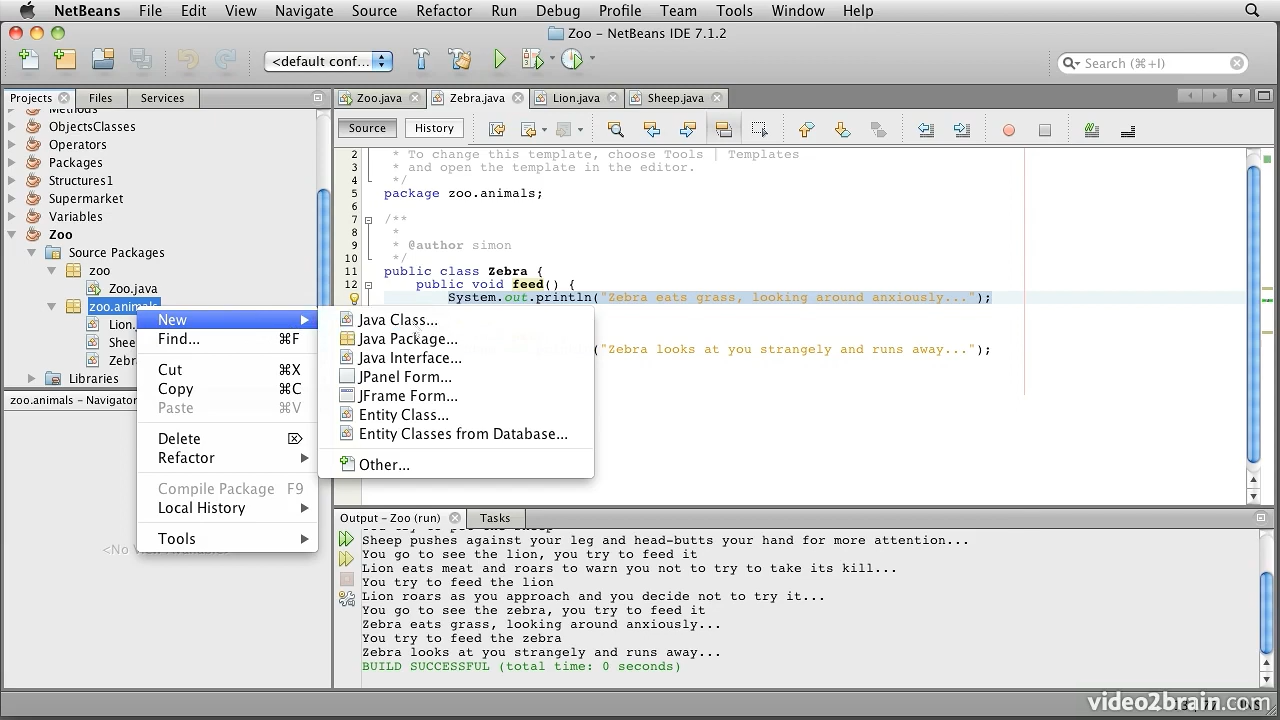 NetBeans File Edit View Navigate Source Refactor Run Debug Profile Team Tools Window Help
Zoo – NetBeans IDE 7.1.2
<default conf... Search (⌘+I)
Projects Files Services Zoo.java Zebra.java Lion.java Sheep.java
Methods
ObjectsClasses
Operators
Packages
Structures1
Supermarket
Variables
Zoo
Source Packages
zoo
Zoo.java
zoo.animals
Lion.
Shee
Zebr
Libraries
zoo.animals – Navigator
<No View Available>
New
Find... ⌘F
Cut ⌘X
Copy ⌘C
Paste ⌘V
Delete ⌦
Refactor
Compile Package F9
Local History
Tools
Java Class...
Java Package...
Java Interface...
JPanel Form...
JFrame Form...
Entity Class...
Entity Classes from Database...
Other...
Source History
2 * To change this template, choose Tools | Templates
3 * and open the template in the editor.
4 */
5 package zoo.animals;
6
7 /**
8 *
9 * @author simon
10 */
11 public class Zebra {
12 public void feed() {
System.out.println("Zebra eats grass, looking around anxiously...");
("Zebra looks at you strangely and runs away...");
Output – Zoo (run) Tasks
Sheep pushes against your leg and head-butts your hand for more attention...
You go to see the lion, you try to feed it
Lion eats meat and roars to warn you not to try to take its kill...
You try to feed the lion
Lion roars as you approach and you decide not to try it...
You go to see the zebra, you try to feed it
Zebra eats grass, looking around anxiously...
You try to feed the zebra
Zebra looks at you strangely and runs away...
BUILD SUCCESSFUL (total time: 0 seconds)
video2brain.com
INS